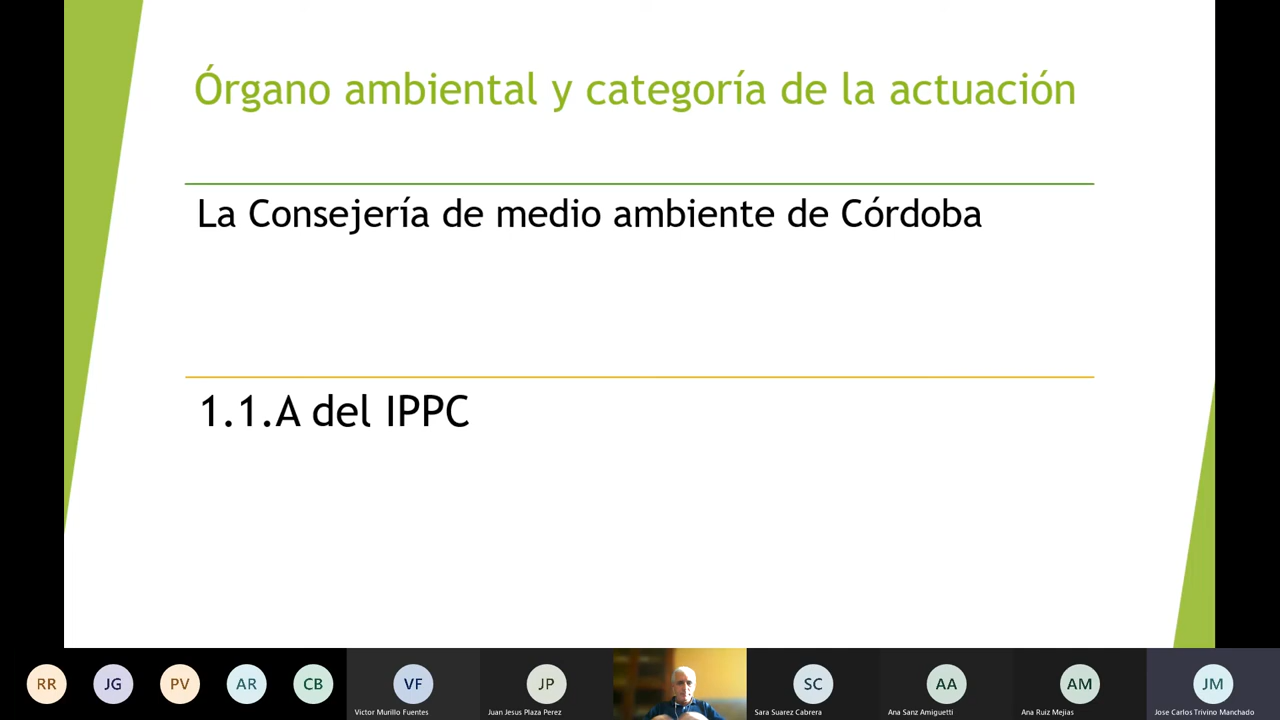 Órgano ambiental y categoría de la actuación
La Consejería de medio ambiente de Córdoba
1.1.A del IPPC
RR
JG
PV
AR
CB
VF
JP
SC
AA
AM
JM
Victor Murillo Fuentes
Juan Jesus Plaza Perez
Sara Suarez Cabrera
Ana Sanz Amiguetti
Ana Ruiz Mejias
Jose Carlos Trivino Manchado